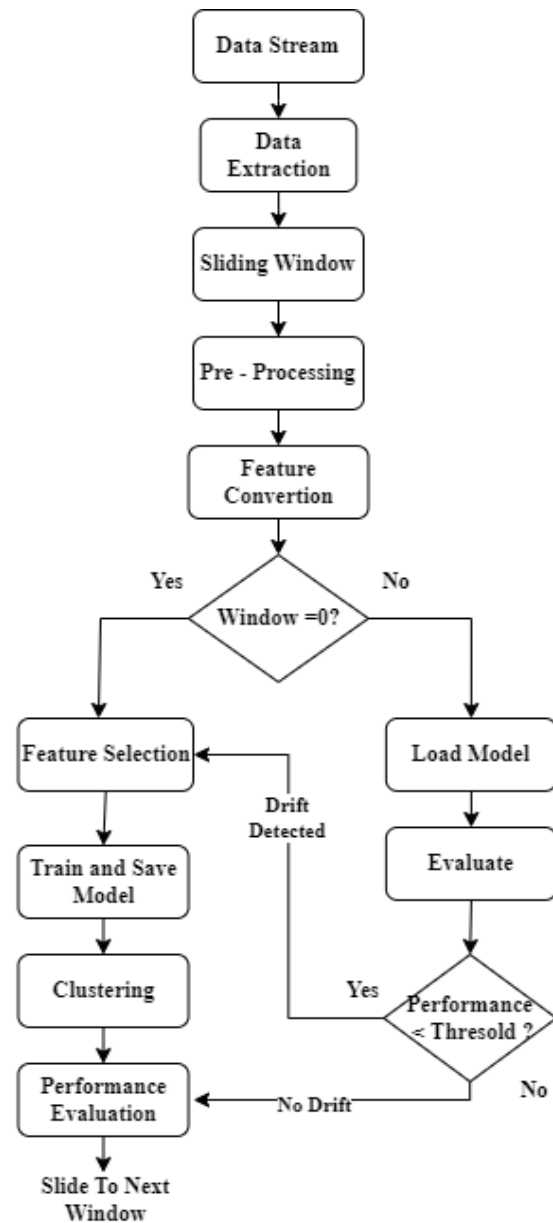 Data Stream
Data
Extraction
Sliding Window
Pre - Processing
Feature
Convertion
Yes
No
Window =0?
Feature Selection
Load Model
Drift
Detected
Train and Save
Model
Evaluate
Clustering
Yes
Performance
< Thresold ?
Performance
Evaluation
No Drift
No
Slide To Next
Window